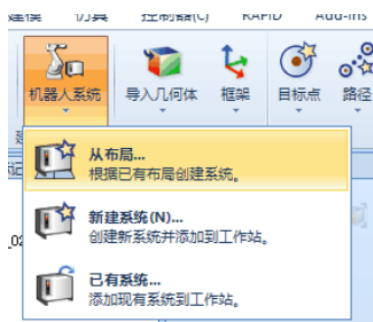 建模 仿真 控制器(C) RAPID Add-Ins
机器人系统 导入几何体 框架 目标点 路径
从布局...
根据已有布局创建系统。
新建系统(N)...
创建新系统并添加到工作站。
已有系统...
添加现有系统到工作站。